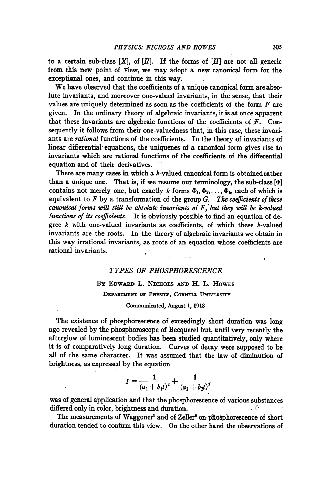 PHYSICS: NICHOLS AND HOWES 305
to a certain sub-class [X], of [H]. If the forms of [H] are not all generic
from this new point of view, we may adopt a new canonical form for the
exceptional ones, and continue in this way.
We have observed that the coefficients of a unique canonical form are abso-
lute invariants, and moreover one-valued invariants, in the sense, that their
values are uniquely determined as soon as the coefficients of the form F are
given. In the ordinary theory of algebraic invariants, it is at once apparent
that these invariants are algebraic functions of the coefficients of F. Con-
sequently it follows from their one-valuedness that, in this case, these invari-
ants are rational functions of the coefficients. In the theory of invariants of
linear differential equations, the uniqueness of a canonical form gives rise to
invariants which are rational functions of the coefficients of the differential
equation and of their derivatives.
There are many cases in which a k-valued canonical form is obtained rather
than a unique one. That is, if we resume our terminology, the sub-class [Φ]
contains not merely one, but exactly k forms Φ₁, Φ₂, . . , Φₖ each of which is
equivalent to F by a transformation of the group G. The coefficients of these
canonical forms will still be absolute invariants of F, but they will be k-valued
functions of its coefficients. It is obviously possible to find an equation of de-
gree k with one-valued invariants as coefficients, of which these k-valued
invariants are the roots. In the theory of algebraic invariants we obtain in
this way irrational invariants, as roots of an equation whose coefficients are
rational invariants.
TYPES OF PHOSPHORESCENCE
BY EDWARD L. NICHOLS AND H. L. HOWES
DEPARTMENT OF PHYSICS, CORNELL UNIVERSITY
Communicated, August 1, 1918
The existence of phosphorescence of exceedingly short duration was long
ago revealed by the phosphoroscope of Becquerel but, until very recently the
afterglow of luminescent bodies has been studied quantitatively, only where
it is of comparatively long duration. Curves of decay were supposed to be
all of the same character. It was assumed that the law of diminution of
brightness, as expressed by the equation
I = 1/(a₁ + b₁t)² + 1/(a₂ + b₂t)²
was of general application and that the phosphorescence of various substances
differed only in color, brightness and duration.
The measurements of Waggoner¹ and of Zeller² on phosphorescence of short
duration tended to confirm this view. On the other hand the observations of